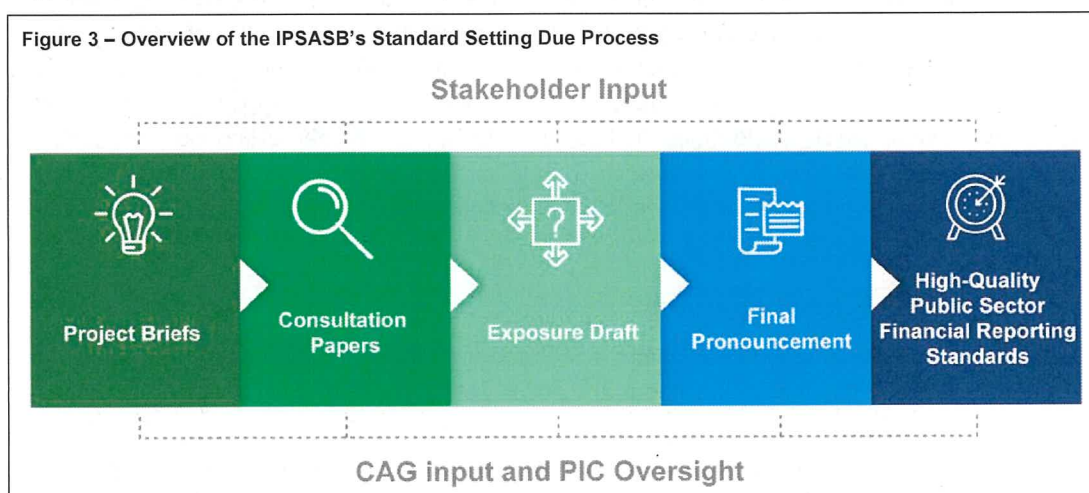 Figure 3 – Overview of the IPSASB's Standard Setting Due Process
Stakeholder Input
Project Briefs
Consultation
Papers
?
Exposure Draft
Final
Pronouncement
High-Quality
Public Sector
Financial Reporting
Standards
CAG input and PIC Oversight